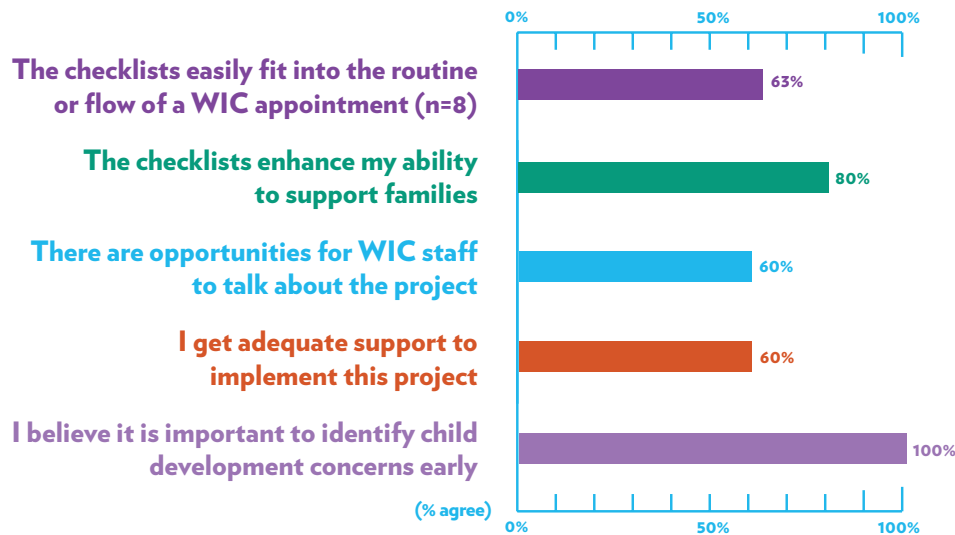 0% 50% 100%
The checklists easily fit into the routine
or flow of a WIC appointment (n=8)
63%
The checklists enhance my ability
to support families
80%
There are opportunities for WIC staff
to talk about the project
60%
I get adequate support to
implement this project
60%
I believe it is important to identify child
development concerns early
100%
(% agree)
0% 50% 100%